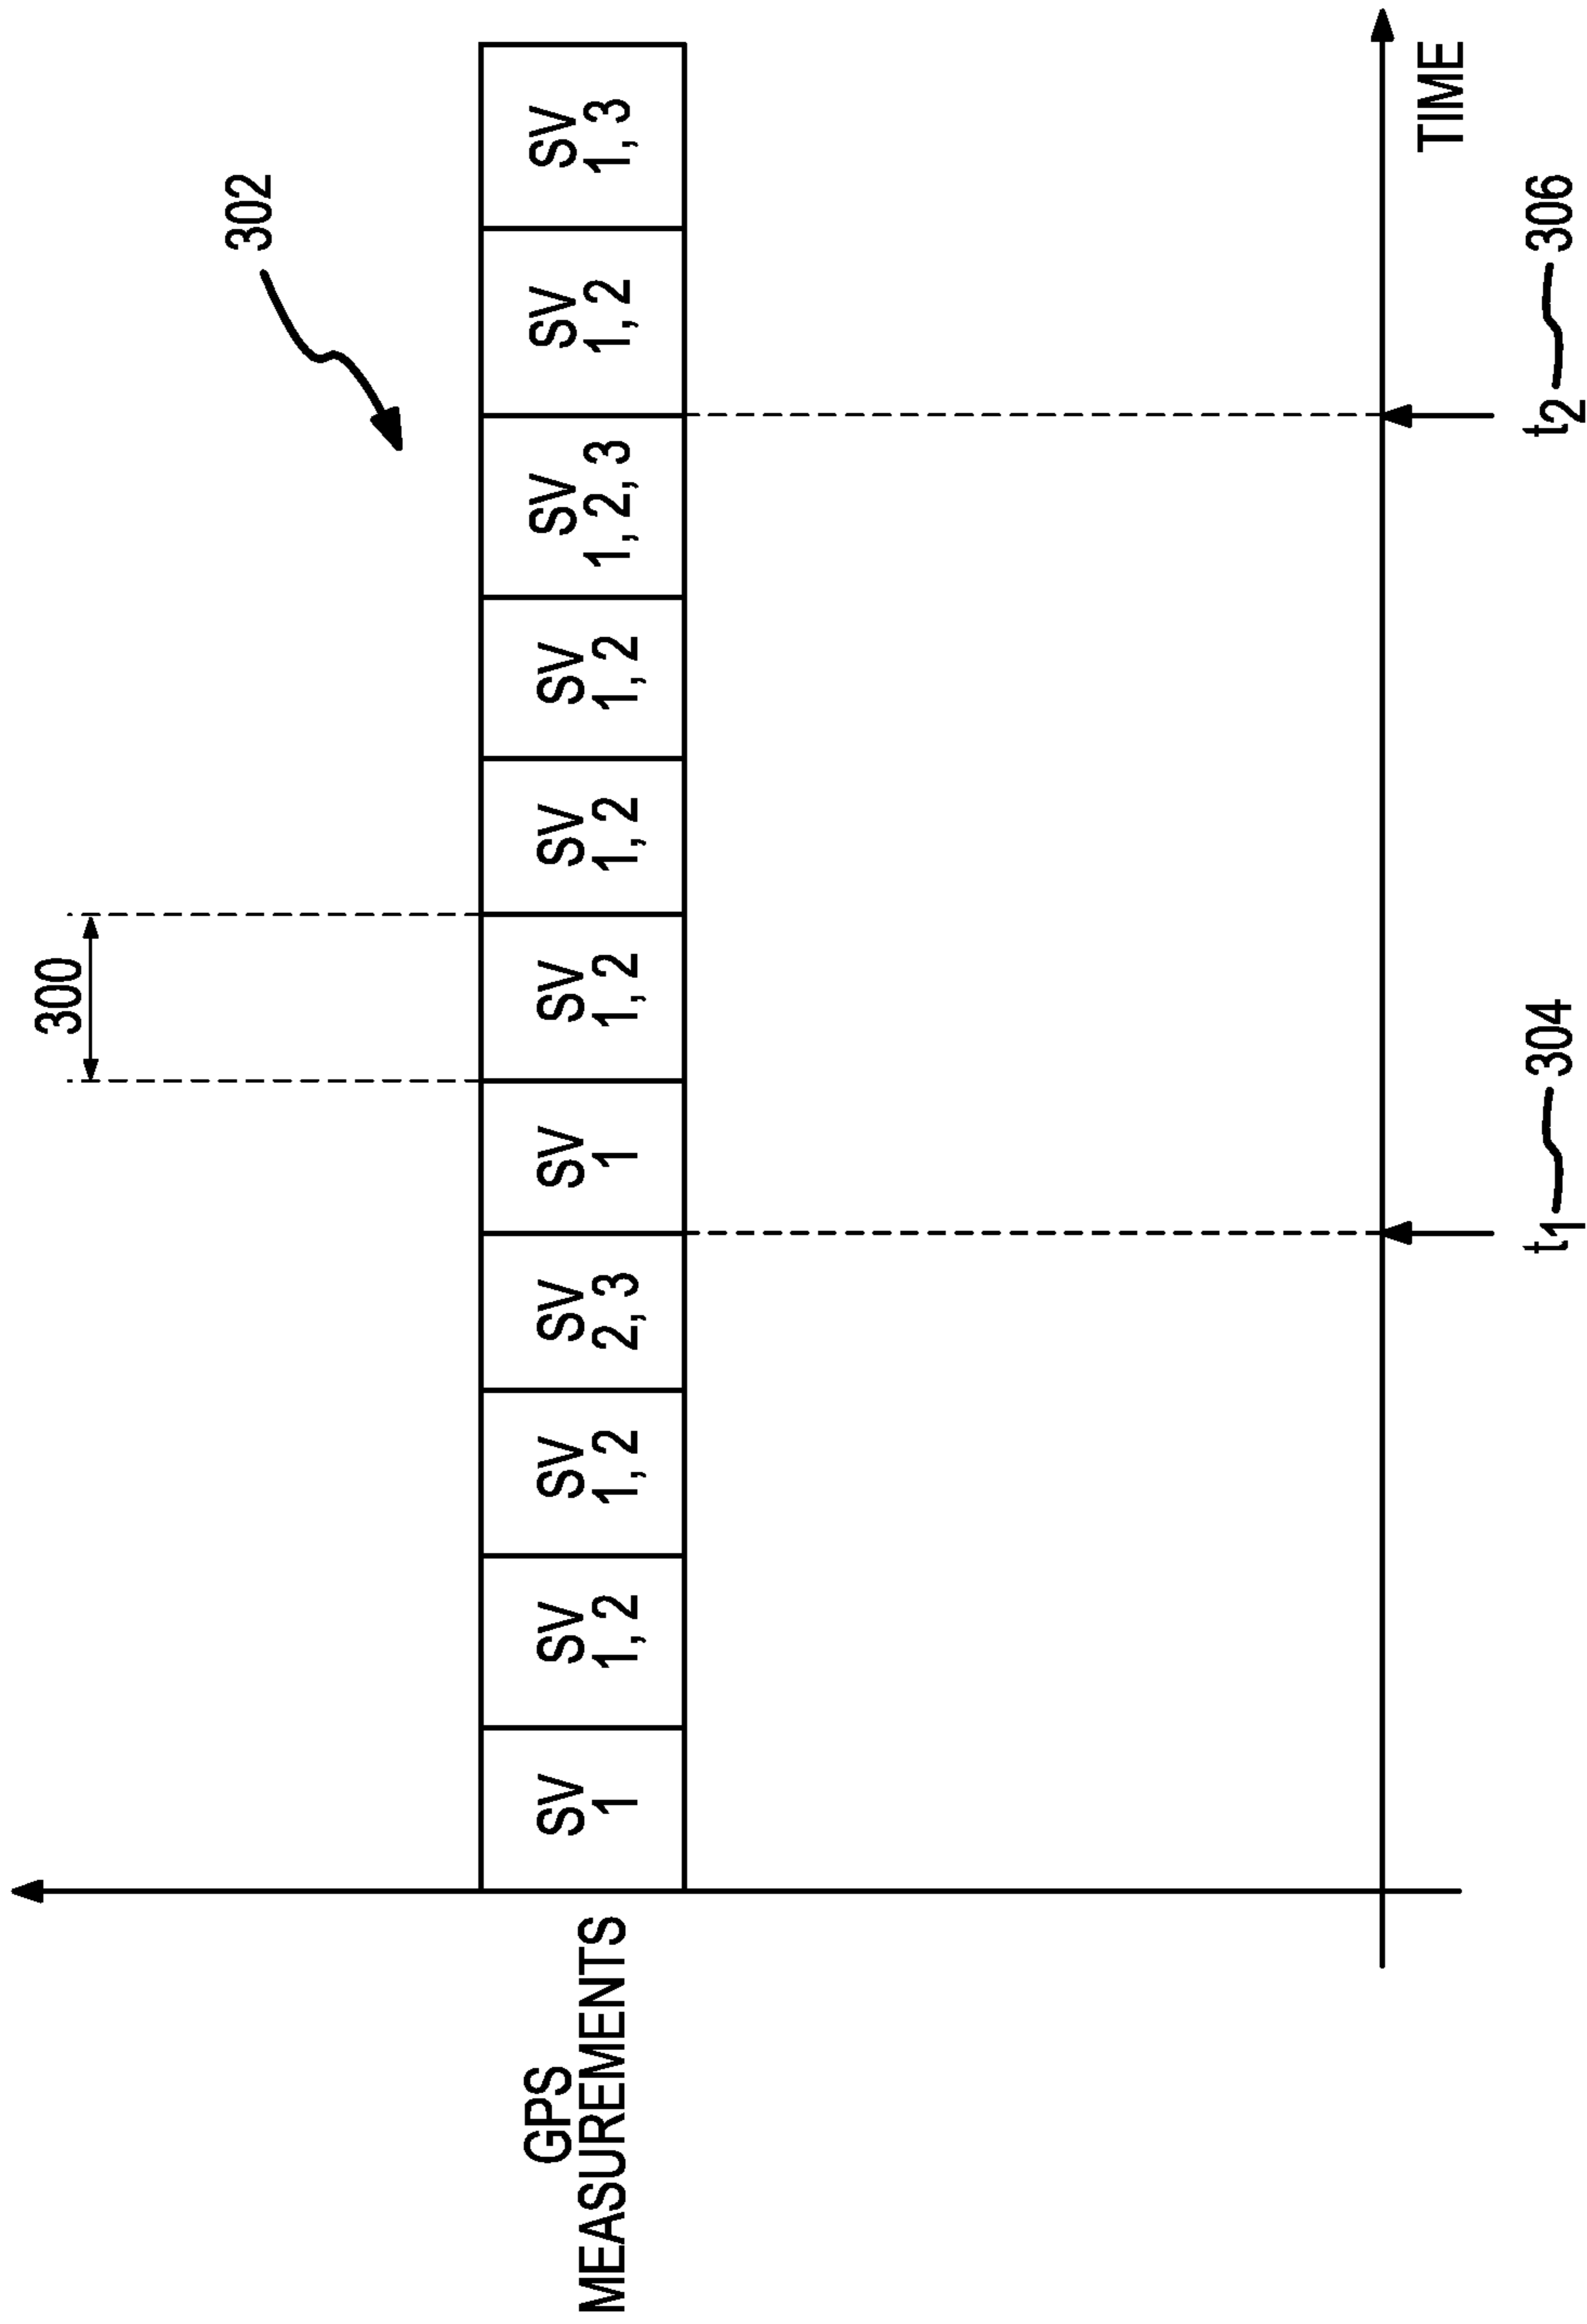 300
302
GPS
MEASUREMENTS
SV
1
SV
1, 2
SV
1, 2
SV
2, 3
SV
1
SV
1, 2
SV
1, 2
SV
1, 2
SV
1, 2, 3
SV
1, 2
SV
1, 3
TIME
t1 304
t2 306